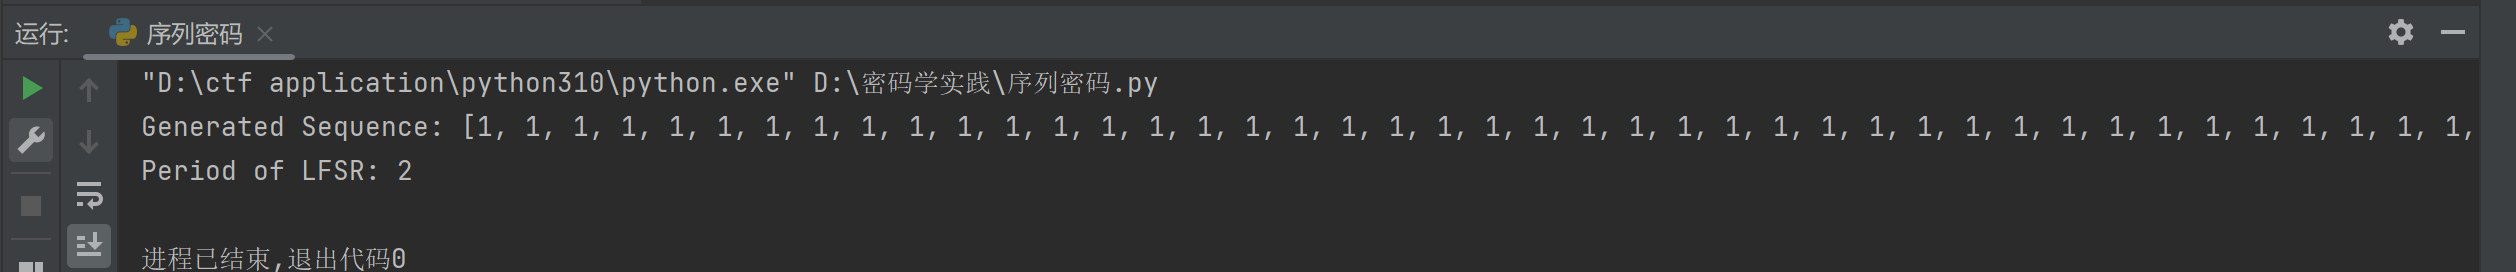 运行: 序列密码
"D:\ctf application\python310\python.exe" D:\密码学实践\序列密码.py
Generated Sequence: [1, 1, 1, 1, 1, 1, 1, 1, 1, 1, 1, 1, 1, 1, 1, 1, 1, 1, 1, 1, 1, 1, 1, 1, 1, 1, 1, 1, 1, 1, 1, 1, 1, 1, 1, 1, 1, 1, 1, 1, 1, 1,
Period of LFSR: 2
进程已结束,退出代码0